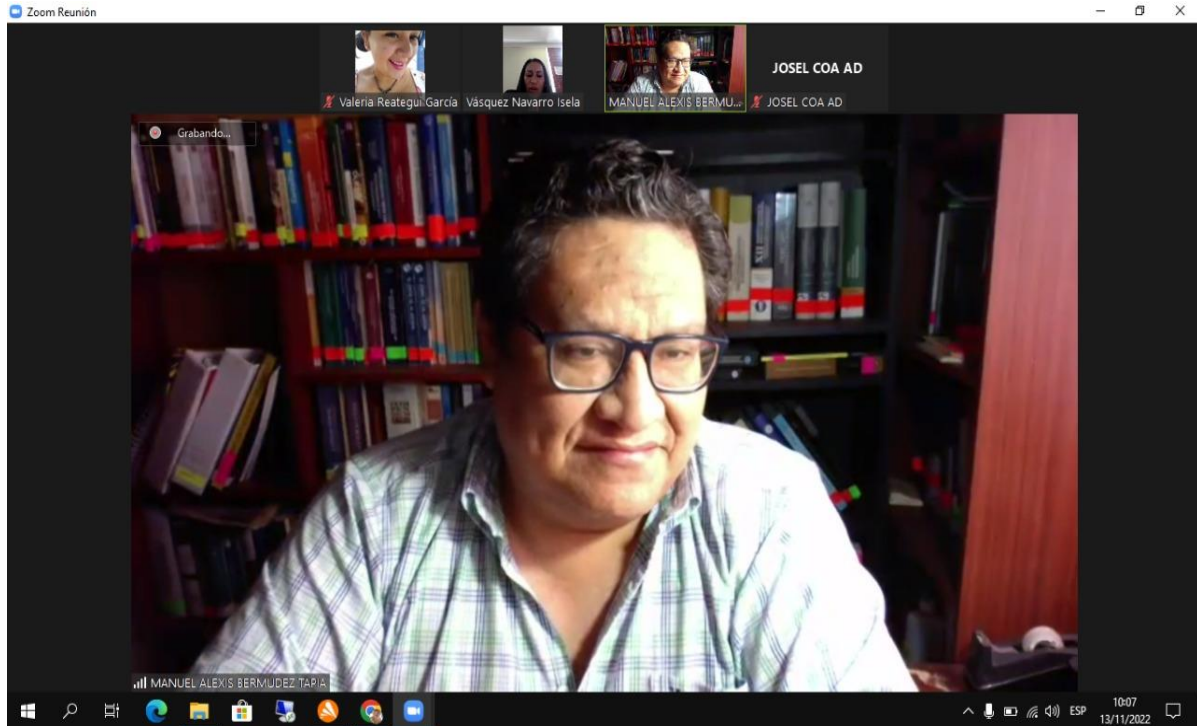 Zoom Reunión
JOSEL COA AD
Valeria Reategui García
Vásquez Navarro Isela
MANUEL ALEXIS BERMU...
JOSEL COA AD
Grabando...
XII
MANUEL ALEXIS BERMUDEZ TAPIA
ESP
10:07
13/11/2022